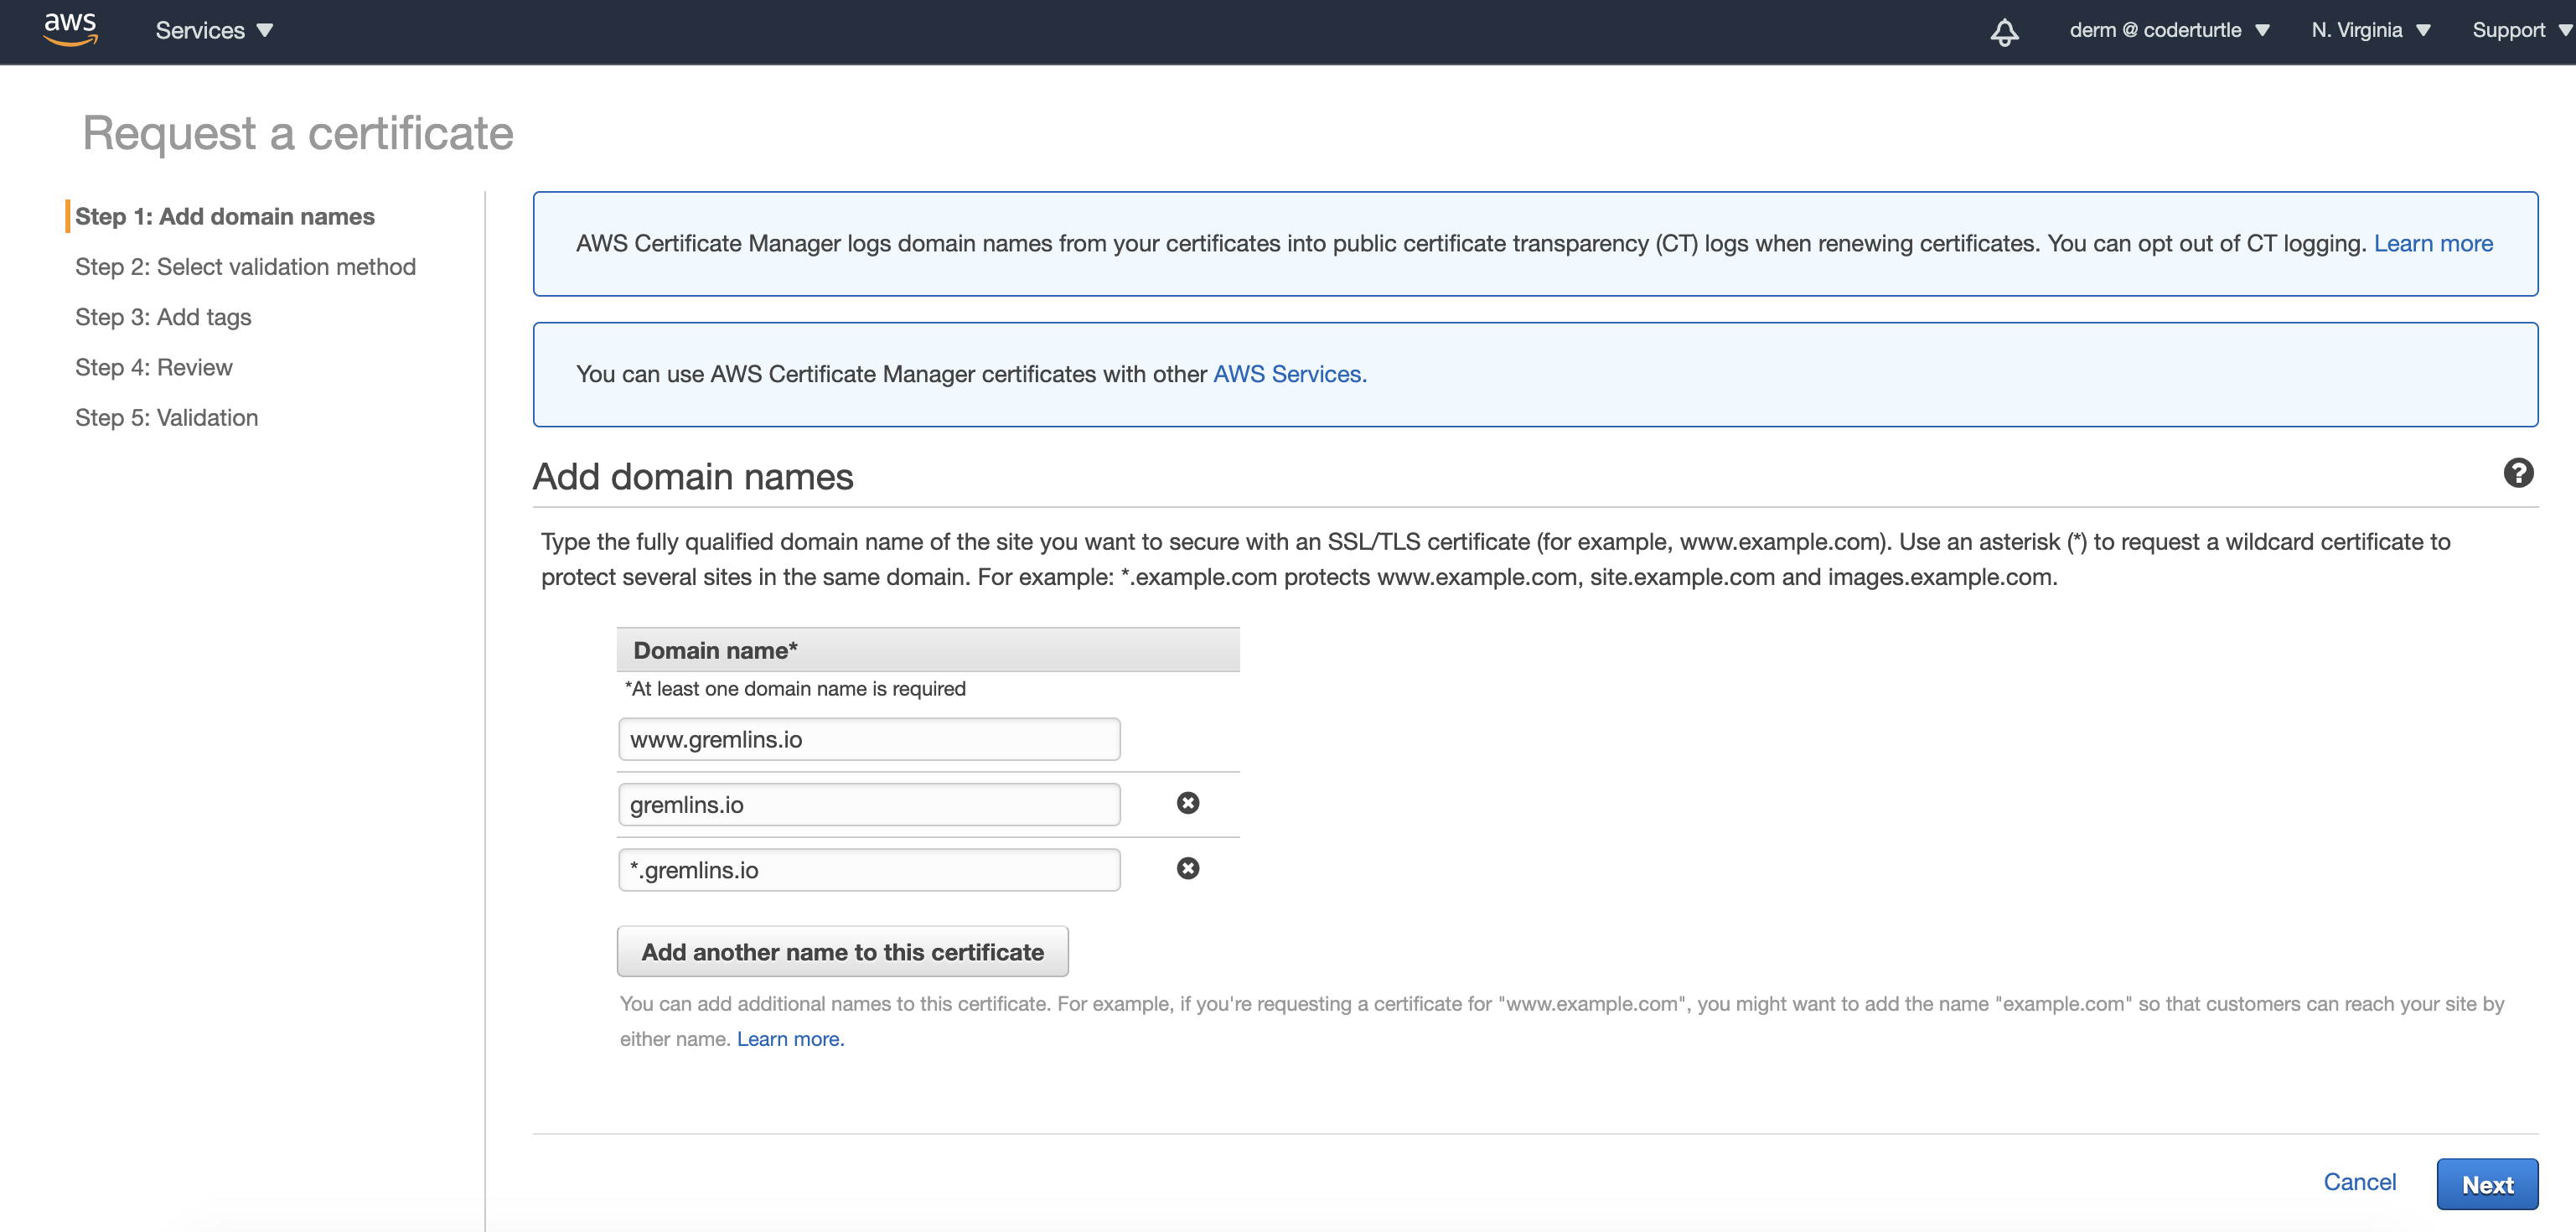 aws
Services
derm @ coderturtle
N. Virginia
Support
Request a certificate
Step 1: Add domain names
Step 2: Select validation method
Step 3: Add tags
Step 4: Review
Step 5: Validation
AWS Certificate Manager logs domain names from your certificates into public certificate transparency (CT) logs when renewing certificates. You can opt out of CT logging. Learn more
You can use AWS Certificate Manager certificates with other AWS Services.
Add domain names
?
Type the fully qualified domain name of the site you want to secure with an SSL/TLS certificate (for example, www.example.com). Use an asterisk (*) to request a wildcard certificate to
protect several sites in the same domain. For example: *.example.com protects www.example.com, site.example.com and images.example.com.
Domain name*
*At least one domain name is required
www.gremlins.io
gremlins.io
*.gremlins.io
Add another name to this certificate
You can add additional names to this certificate. For example, if you're requesting a certificate for "www.example.com", you might want to add the name "example.com" so that customers can reach your site by
either name. Learn more.
Cancel
Next